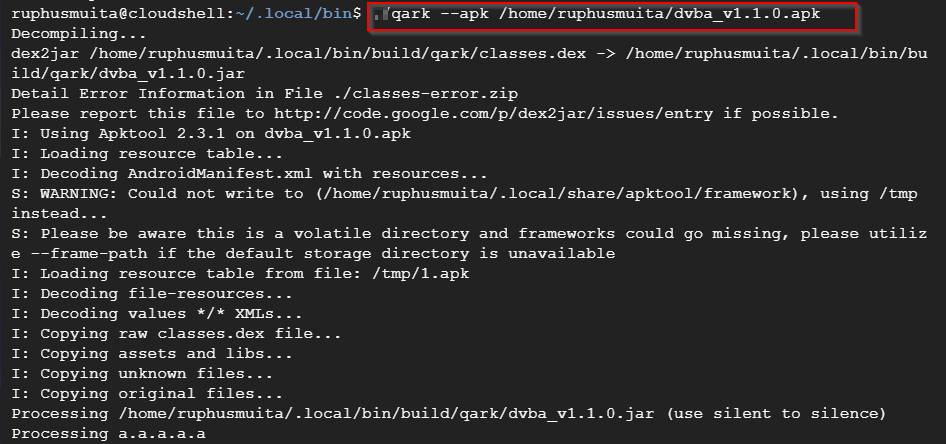 ruphusmuita@cloudshell:~/.local/bin$ ./qark --apk /home/ruphusmuita/dvba_v1.1.0.apk
Decompiling...
dex2jar /home/ruphusmuita/.local/bin/build/qark/classes.dex -> /home/ruphusmuita/.local/bin/bu
ild/qark/dvba_v1.1.0.jar
Detail Error Information in File ./classes-error.zip
Please report this file to http://code.google.com/p/dex2jar/issues/entry if possible.
I: Using Apktool 2.3.1 on dvba_v1.1.0.apk
I: Loading resource table...
I: Decoding AndroidManifest.xml with resources...
S: WARNING: Could not write to (/home/ruphusmuita/.local/share/apktool/framework), using /tmp
instead...
S: Please be aware this is a volatile directory and frameworks could go missing, please utiliz
e --frame-path if the default storage directory is unavailable
I: Loading resource table from file: /tmp/1.apk
I: Decoding file-resources...
I: Decoding values */* XMLs...
I: Copying raw classes.dex file...
I: Copying assets and libs...
I: Copying unknown files...
I: Copying original files...
Processing /home/ruphusmuita/.local/bin/build/qark/dvba_v1.1.0.jar (use silent to silence)
Processing a.a.a.a.a